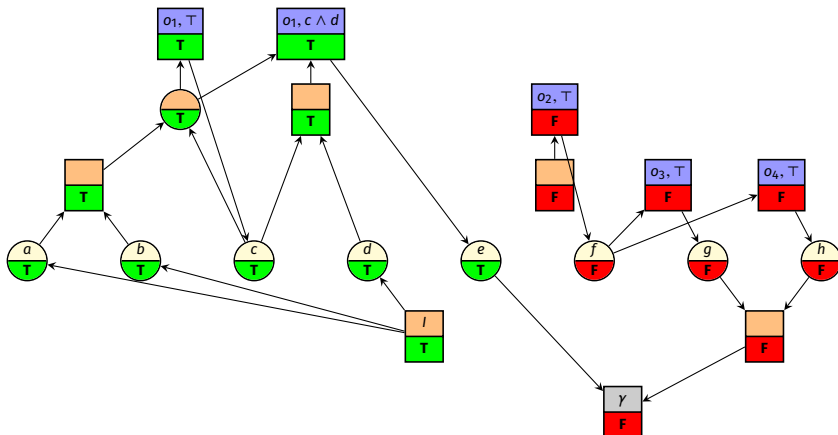 o₁, ⊤
T
o₁, c ∧ d
T
T
T
o₂, ⊤
F
F
o₃, ⊤
F
o₄, ⊤
F
T
a
T
b
T
c
T
d
T
e
T
f
F
g
F
h
F
I
T
F
γ
F